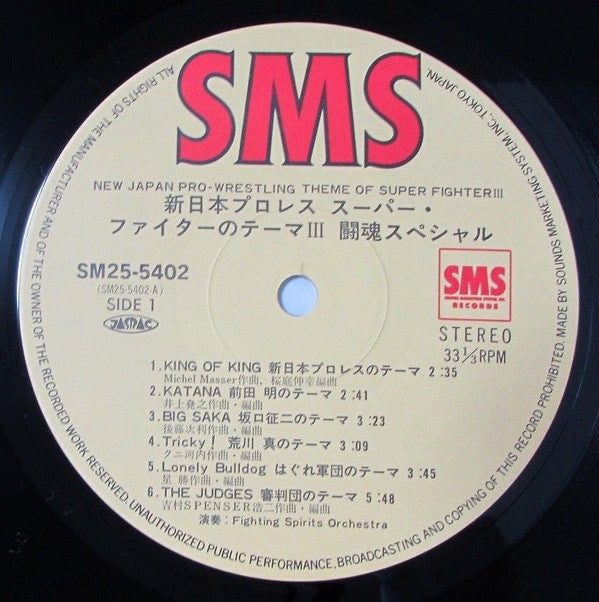 SMS
NEW JAPAN PRO-WRESTLING THEME OF SUPER FIGHTER III
新日本プロレス スーパー・
ファイターのテーマIII 闘魂スペシャル
SM25-5402
(SM25-5402-A)
SIDE 1
JASRAC
SMS
SOUNDS MARKETING SYSTEM, INC.
RECORDS
STEREO
33 1/3 RPM
1.KING OF KING 新日本プロレスのテーマ 2:35
Michel Masser作曲，桜庭伸幸編曲
2.KATANA 前田 明のテーマ 2:41
井上堯之作曲・編曲
3.BIG SAKA 坂口征二のテーマ 3:23
後藤次利作曲・編曲
4.Tricky! 荒川 真のテーマ 3:09
クニ河内作曲・編曲
5.Lonely Bulldog はぐれ軍団のテーマ 3:45
星 勝作曲・編曲
6.THE JUDGES 審判団のテーマ 5:48
吉村SPENSER浩二作曲・編曲
演奏:Fighting Spirits Orchestra
ALL RIGHTS OF THE MANUFACTURER AND OF THE OWNER OF THE RECORDED WORK RESERVED. UNAUTHORIZED PUBLIC PERFORMANCE, BROADCASTING AND COPYING OF THIS RECORD PROHIBITED. MADE BY SOUNDS MARKETING SYSTEM, INC, TOKYO JAPAN